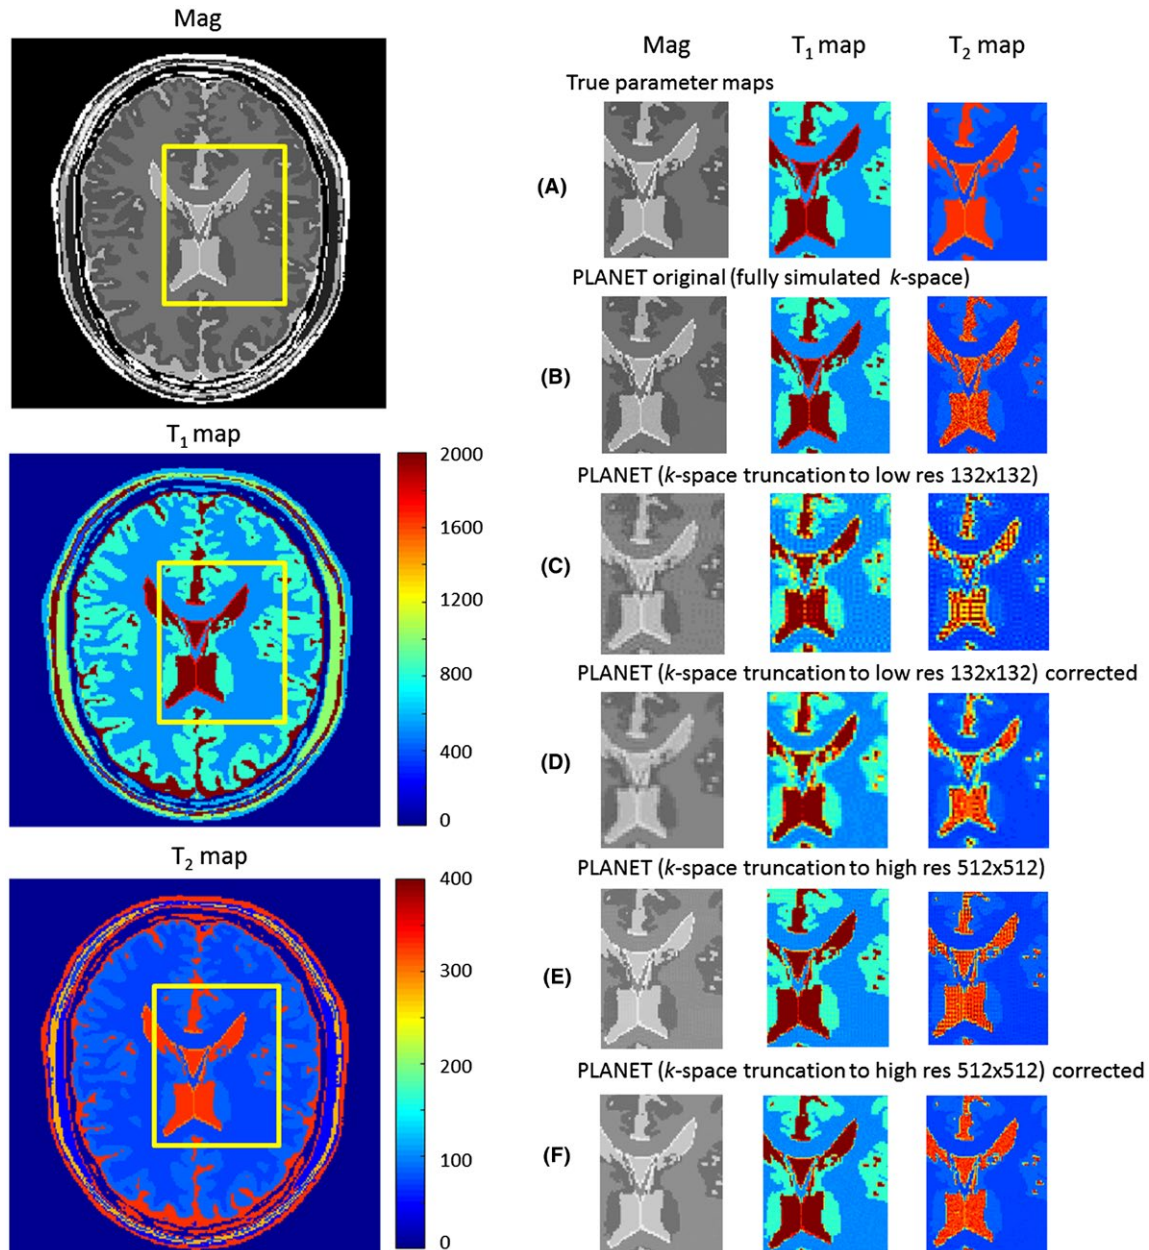 Mag
T1 map
2000
1600
1200
800
400
0
T2 map
400
300
200
100
0
Mag T1 map T2 map
True parameter maps
(A)
PLANET original (fully simulated k-space)
(B)
PLANET (k-space truncation to low res 132x132)
(C)
PLANET (k-space truncation to low res 132x132) corrected
(D)
PLANET (k-space truncation to high res 512x512)
(E)
PLANET (k-space truncation to high res 512x512) corrected
(F)